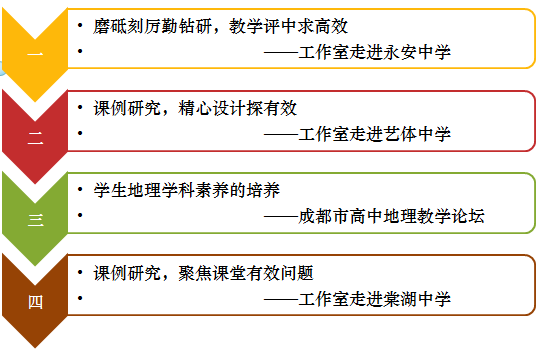 一
• 磨砥刻厉勤钻研，教学评中求高效
• ——工作室走进永安中学
二
• 课例研究，精心设计探有效
• ——工作室走进艺体中学
三
• 学生地理学科素养的培养
• ——成都市高中地理教学论坛
四
• 课例研究，聚焦课堂有效问题
• ——工作室走进棠湖中学